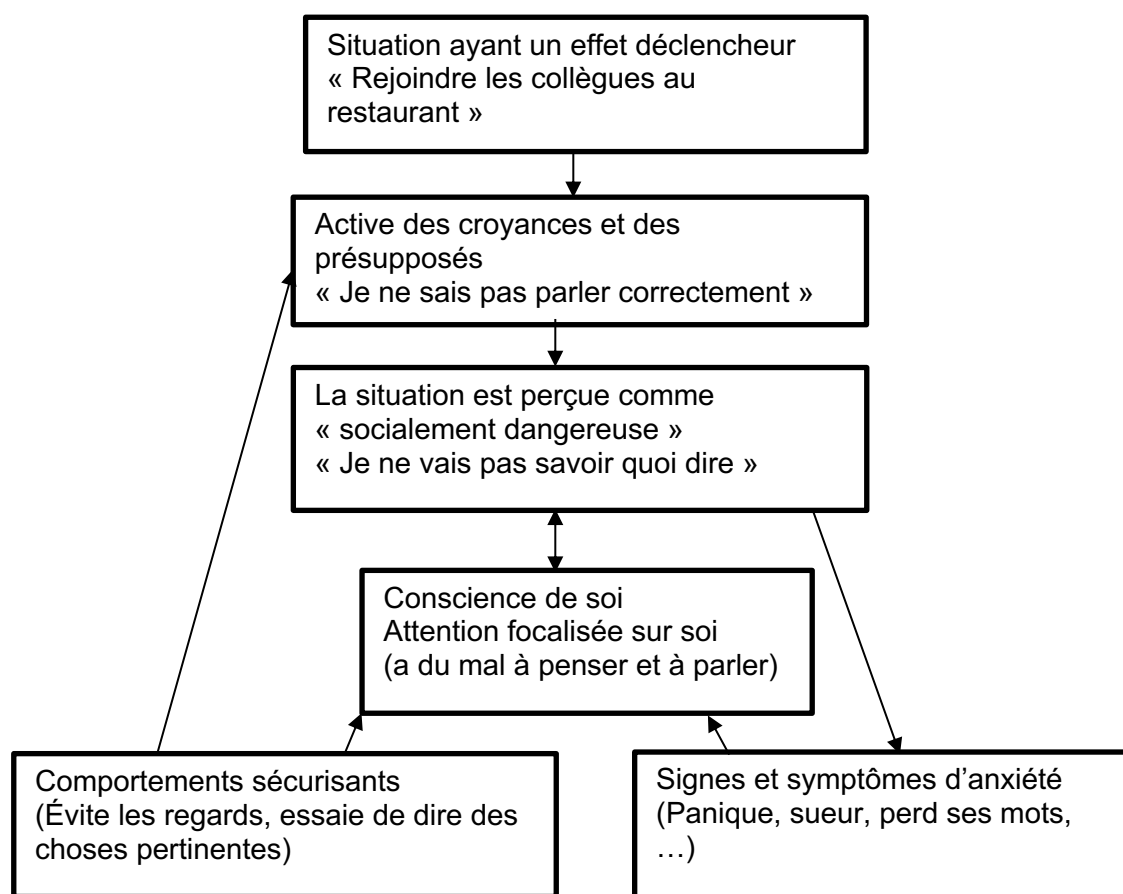 Situation ayant un effet déclencheur
« Rejoindre les collègues au
restaurant »
Active des croyances et des
présupposés
« Je ne sais pas parler correctement »
La situation est perçue comme
« socialement dangereuse »
« Je ne vais pas savoir quoi dire »
Conscience de soi
Attention focalisée sur soi
(a du mal à penser et à parler)
Comportements sécurisants
(Évite les regards, essaie de dire des
choses pertinentes)
Signes et symptômes d’anxiété
(Panique, sueur, perd ses mots,
…)